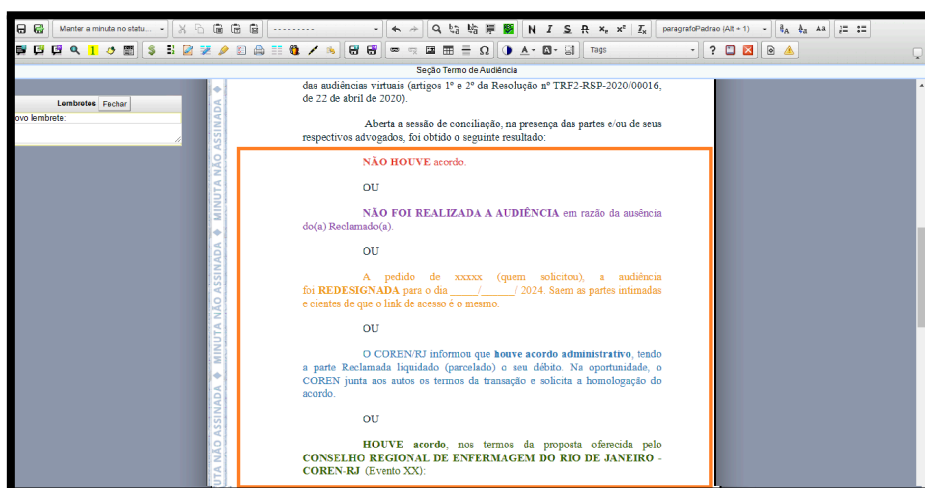 Manter a minuta no statu...
----------
N I S R x₂ x² Iₓ
paragrafoPadrao (Alt + 1)
Tags
Seção Termo de Audiência
Lembretes Fechar
ovo lembrete:
MINUTA NÃO ASSINADA
das audiências virtuais (artigos 1º e 2º da Resolução nº TRF2-RSP-2020/00016,
de 22 de abril de 2020).
Aberta a sessão de conciliação, na presença das partes e/ou de seus
respectivos advogados, foi obtido o seguinte resultado:
NÃO HOUVE acordo.
OU
NÃO FOI REALIZADA A AUDIÊNCIA em razão da ausência
do(a) Reclamado(a).
OU
A pedido de xxxxx (quem solicitou), a audiência
foi REDESIGNADA para o dia _____/______/ 2024. Saem as partes intimadas
e cientes de que o link de acesso é o mesmo.
OU
O COREN/RJ informou que houve acordo administrativo, tendo
a parte Reclamada liquidado (parcelado) o seu débito. Na oportunidade, o
COREN junta aos autos os termos da transação e solicita a homologação do
acordo.
OU
HOUVE acordo, nos termos da proposta oferecida pelo
CONSELHO REGIONAL DE ENFERMAGEM DO RIO DE JANEIRO -
COREN-RJ (Evento XX):